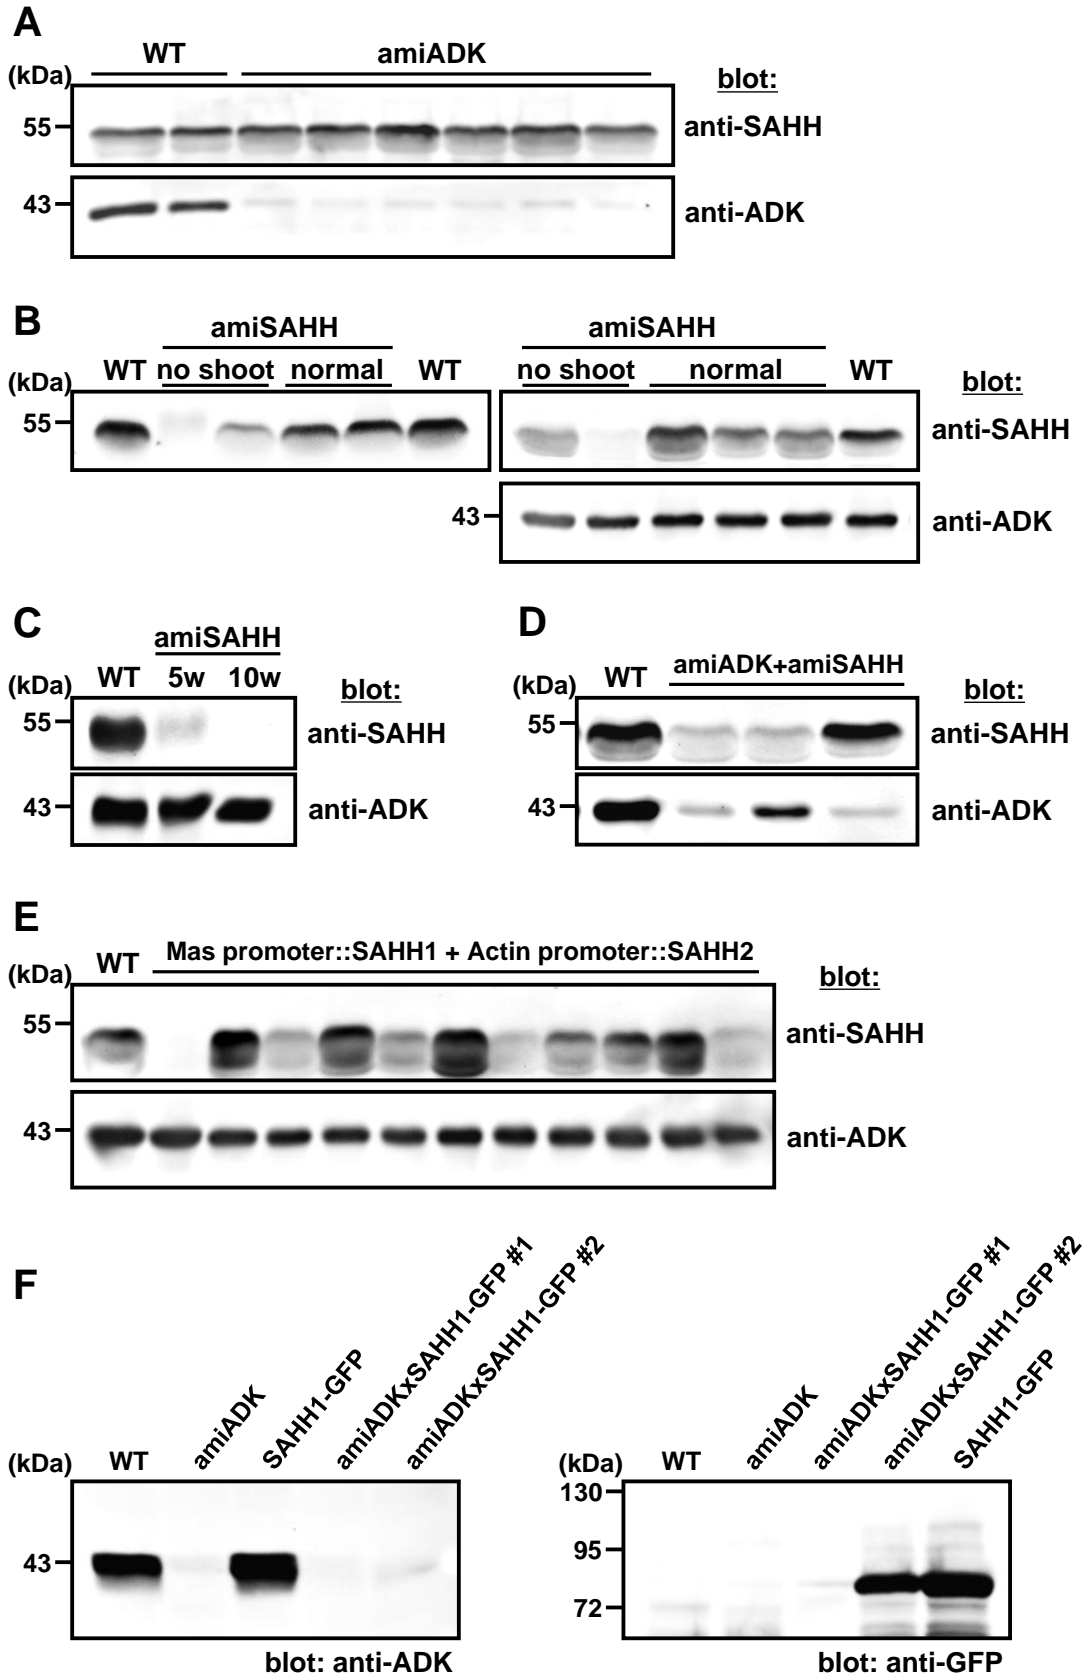 A
WT amiADK
(kDa) blot:
55 anti-SAHH
43 anti-ADK
B
amiSAHH amiSAHH
WT no shoot normal WT no shoot normal WT
(kDa) blot:
55 anti-SAHH
43 anti-ADK
C D
amiSAHH
WT 5w 10w WT amiADK+amiSAHH
(kDa) blot: (kDa) blot:
55 anti-SAHH 55 anti-SAHH
43 anti-ADK 43 anti-ADK
E
WT Mas promoter::SAHH1 + Actin promoter::SAHH2
(kDa) blot:
55 anti-SAHH
43 anti-ADK
F
(kDa) WT amiADK SAHH1-GFP amiADKxSAHH1-GFP #1 amiADKxSAHH1-GFP #2
43
blot: anti-ADK
(kDa) WT amiADK amiADKxSAHH1-GFP #1 amiADKxSAHH1-GFP #2 SAHH1-GFP
130
95
72
blot: anti-GFP